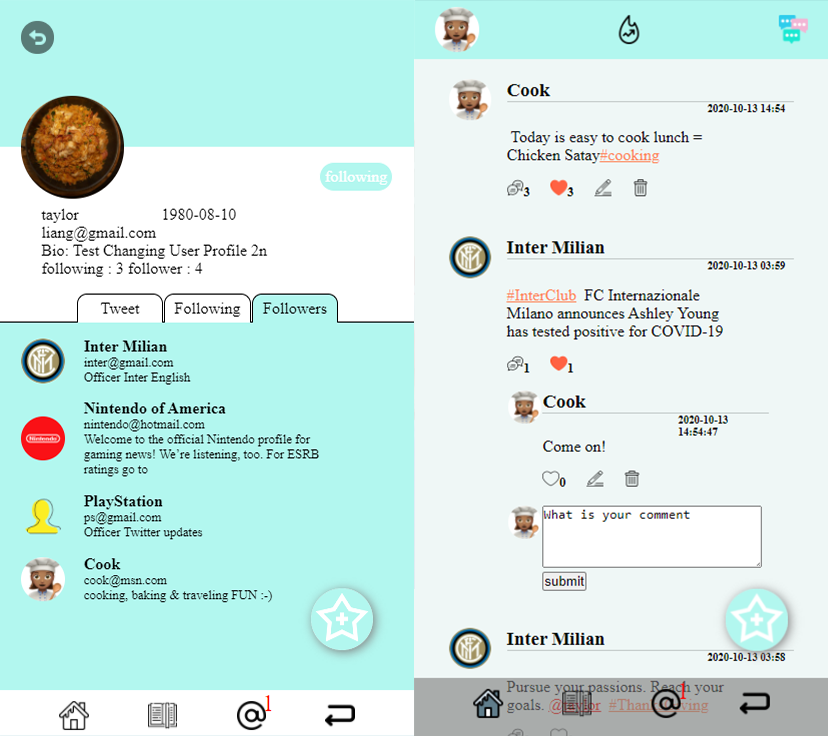 following
taylor 1980-08-10
liang@gmail.com
Bio: Test Changing User Profile 2n
following : 3 follower : 4
Tweet Following Followers
Inter Milian
inter@gmail.com
Officer Inter English
Nintendo of America
nintendo@hotmail.com
Welcome to the official Nintendo profile for
gaming news! We're listening, too. For ESRB
ratings go to
Nintendo
PlayStation
ps@gmail.com
Officer Twitter updates
Cook
cook@msn.com
cooking, baking & traveling FUN :-)
@1
Cook
2020-10-13 14:54
Today is easy to cook lunch =
Chicken Satay#cooking
3 3
Inter Milian
2020-10-13 03:59
#InterClub FC Internazionale
Milano announces Ashley Young
has tested positive for COVID-19
1 1
Cook
2020-10-13
14:54:47
Come on!
0
What is your comment
submit
Inter Milian
2020-10-13 03:58
Pursue your passions. Reach your
goals. @taylor #Thanksgiving
@1